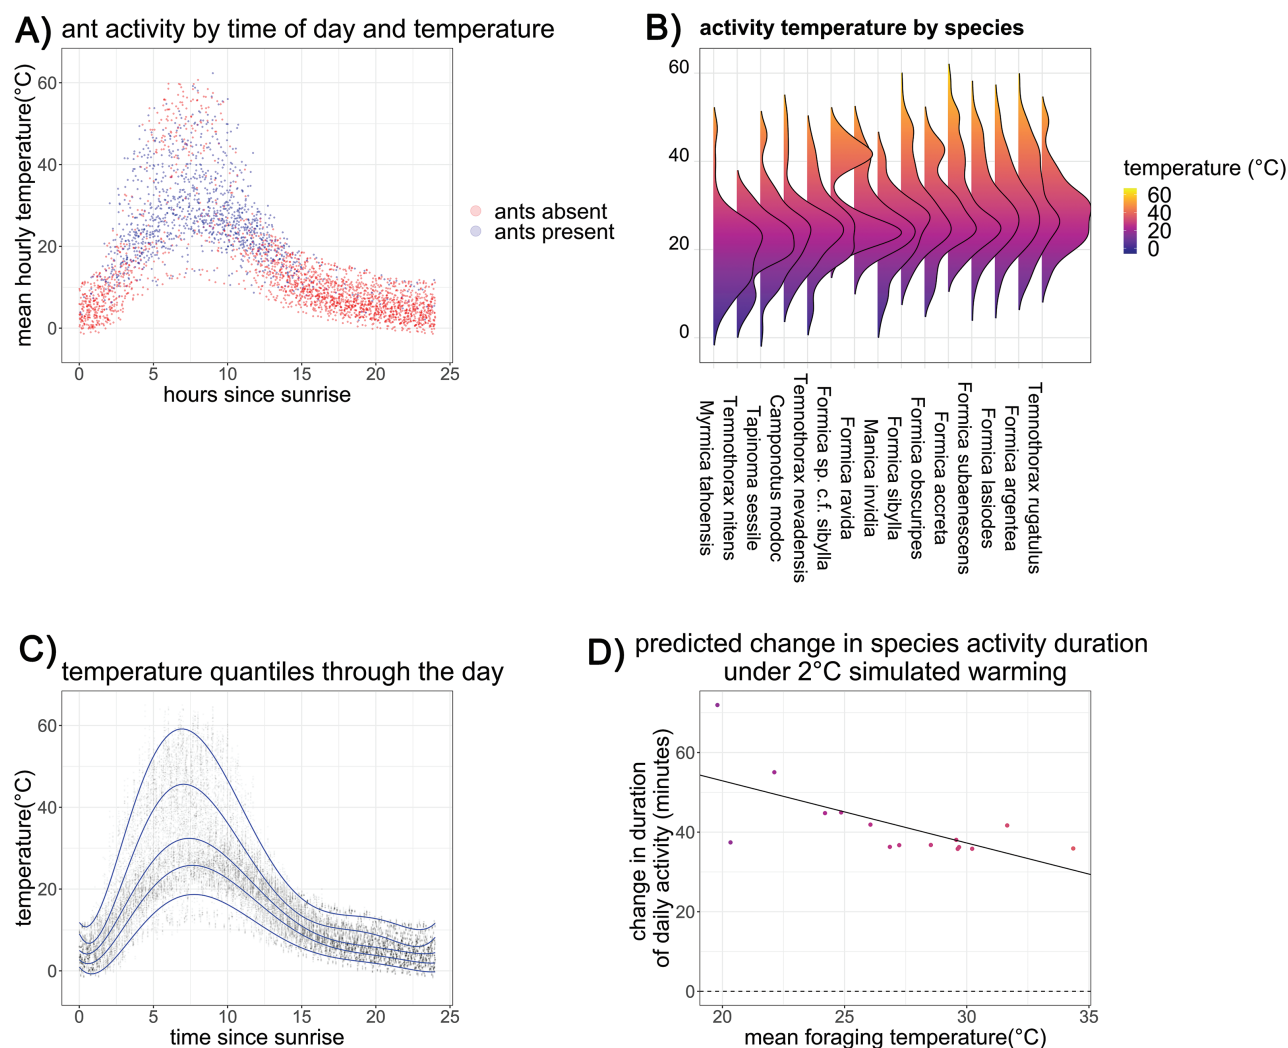 A) ant activity by time of day and temperature
mean hourly temperature(°C)
60
40
20
0
0 5 10 15 20 25
hours since sunrise
ants absent
ants present
B) activity temperature by species
60
40
20
0
Myrmica tahoensis
Temnothorax nitens
Tapinoma sessile
Camponotus modoc
Temnothorax nevadensis
Formica sp. c.f. sibylla
Formica ravida
Manica invidia
Formica sibylla
Formica obscuripes
Formica accreta
Formica subaenescens
Formica lasiodes
Formica argentea
Temnothorax rugatulus
temperature (°C)
60
40
20
0
C) temperature quantiles through the day
temperature(°C)
60
40
20
0
0 5 10 15 20 25
time since sunrise
D) predicted change in species activity duration
under 2°C simulated warming
change in duration
of daily activity (minutes)
60
40
20
0
20 25 30 35
mean foraging temperature(°C)